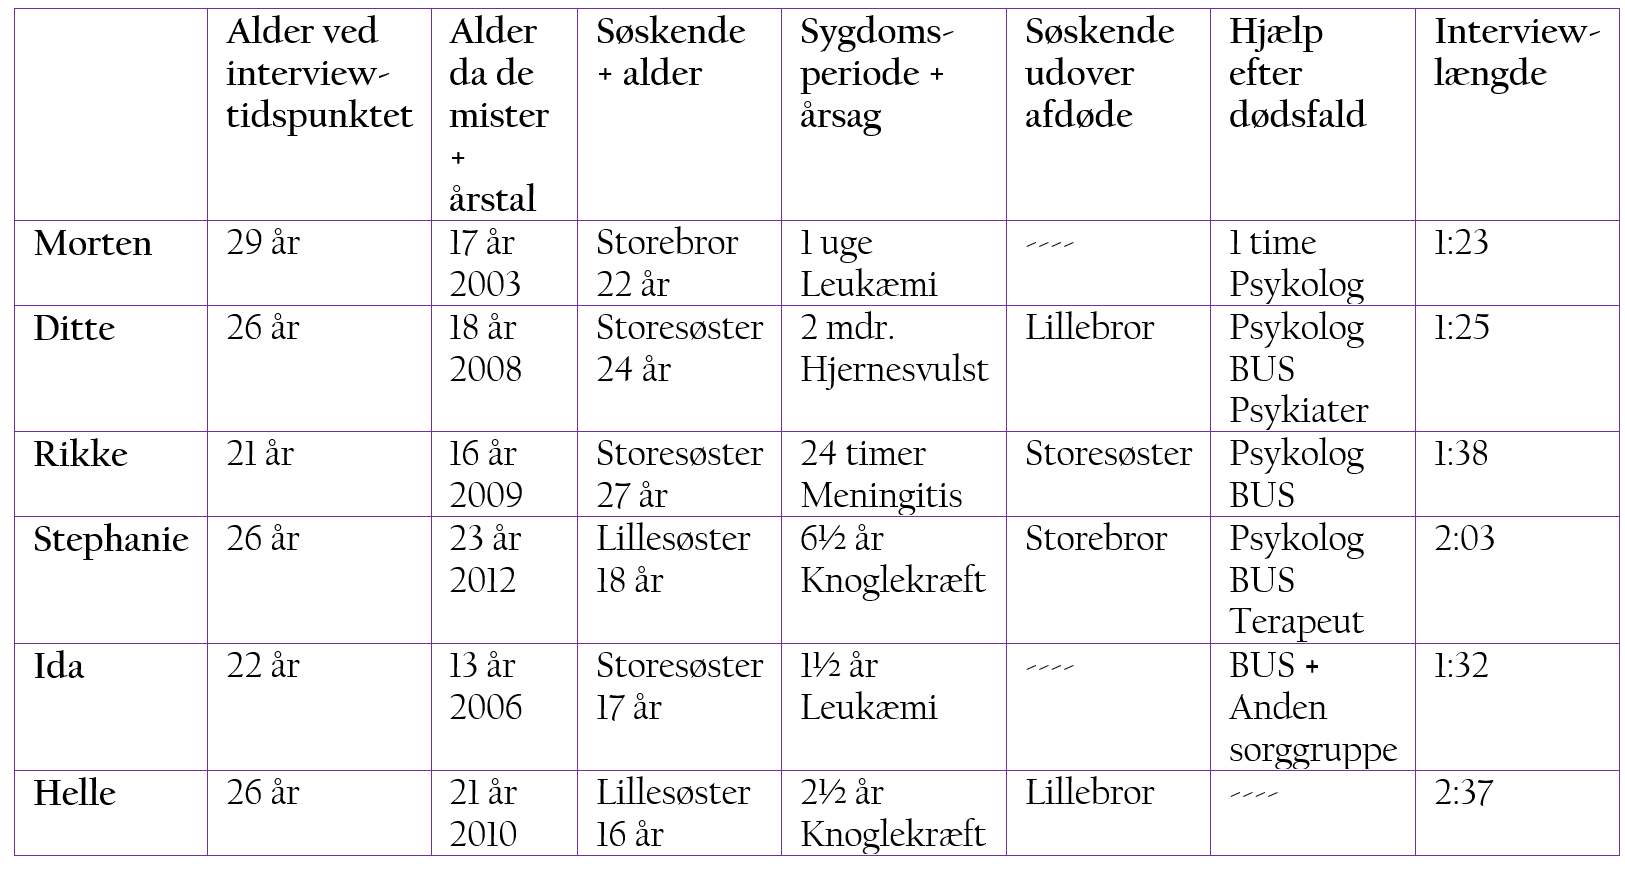 Alder ved
interview-
tidspunktet
Alder
da de
mister
+
årstal
Søskende
+ alder
Sygdoms-
periode +
årsag
Søskende
udover
afdøde
Hjælp
efter
dødsfald
Interview-
længde
Morten
29 år
17 år
2003
Storebror
22 år
1 uge
Leukæmi
----
1 time
Psykolog
1:23
Ditte
26 år
18 år
2008
Storesøster
24 år
2 mdr.
Hjernesvulst
Lillebror
Psykolog
BUS
Psykiater
1:25
Rikke
21 år
16 år
2009
Storesøster
27 år
24 timer
Meningitis
Storesøster
Psykolog
BUS
1:38
Stephanie
26 år
23 år
2012
Lillesøster
18 år
6½ år
Knoglekræft
Storebror
Psykolog
BUS
Terapeut
2:03
Ida
22 år
13 år
2006
Storesøster
17 år
1½ år
Leukæmi
----
BUS +
Anden
sorggruppe
1:32
Helle
26 år
21 år
2010
Lillesøster
16 år
2½ år
Knoglekræft
Lillebror
----
2:37